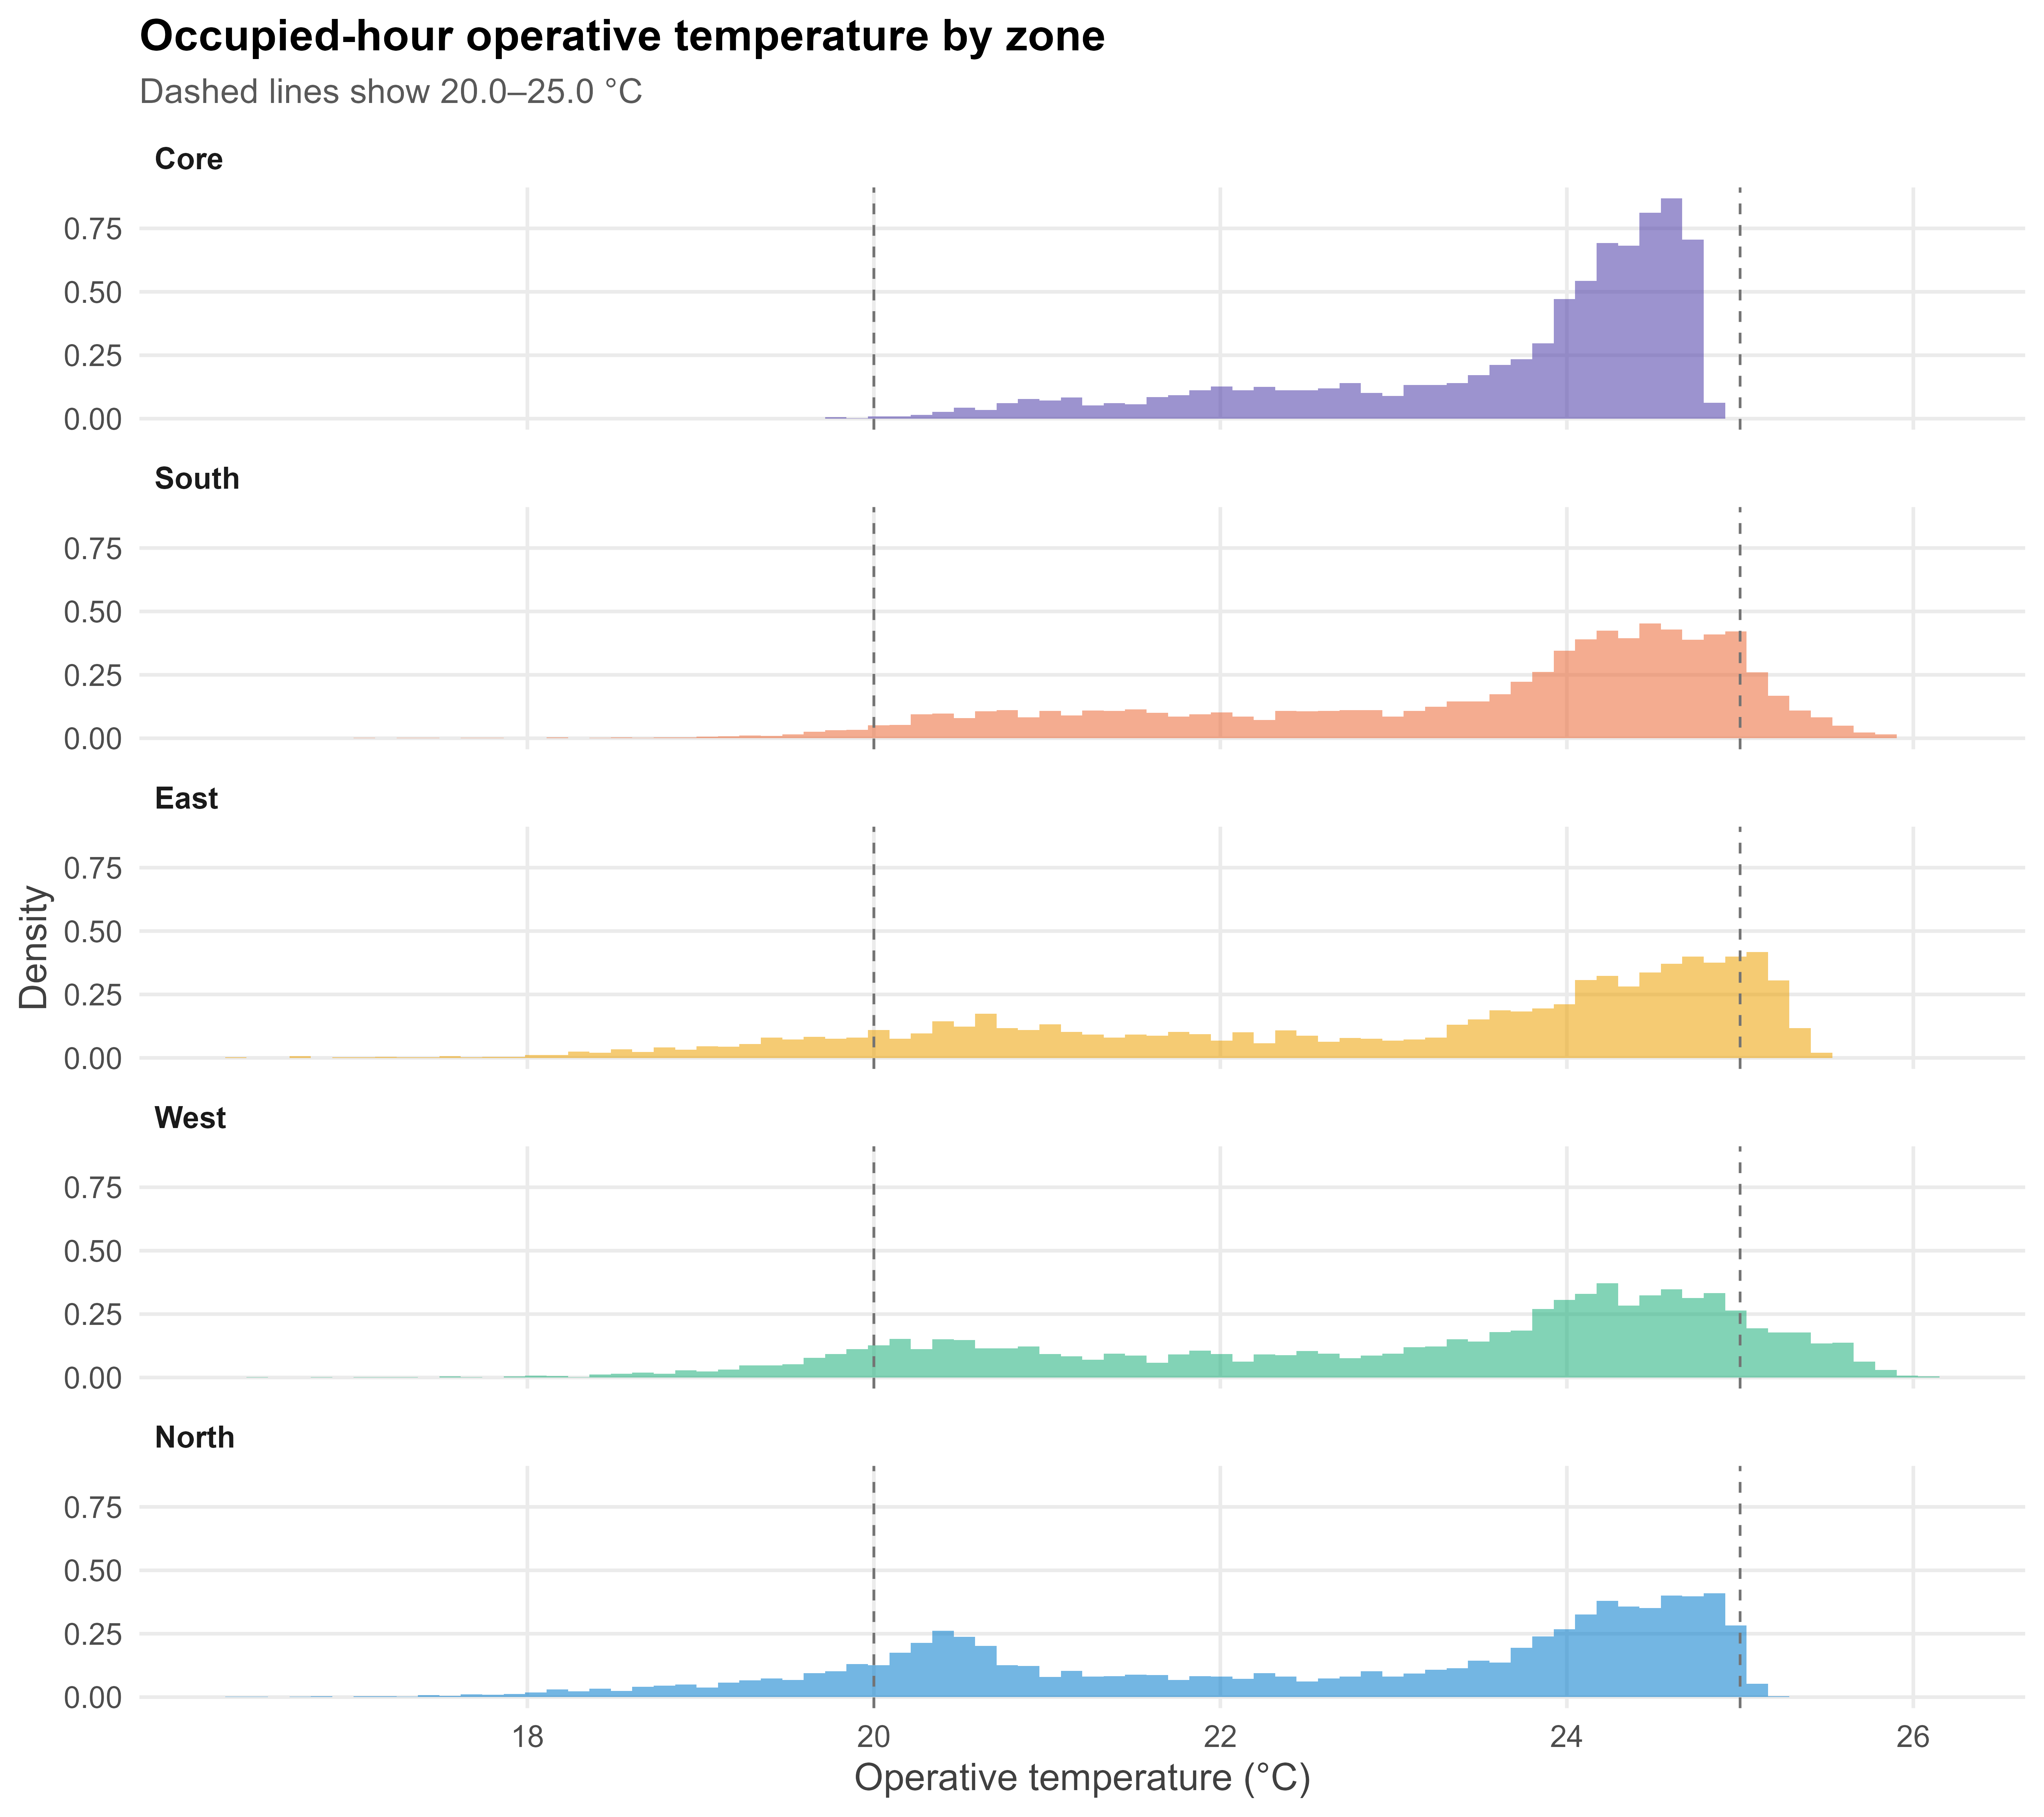 Occupied-hour operative temperature by zone
Dashed lines show 20.0–25.0 °C
Core
0.75
0.50
0.25
0.00
South
0.75
0.50
0.25
0.00
East
0.75
0.50
0.25
0.00
West
0.75
0.50
0.25
0.00
North
0.75
0.50
0.25
0.00
Density
18 20 22 24 26
Operative temperature (°C)